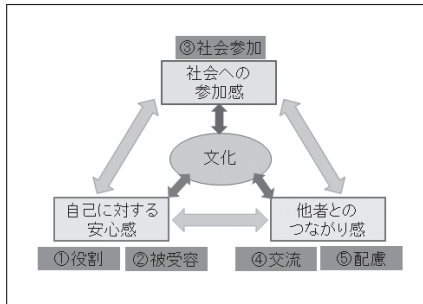 ③社会参加
社会への
参加感
文化
自己に対する
安心感
他者との
つながり感
①役割
②被受容
④交流
⑤配慮